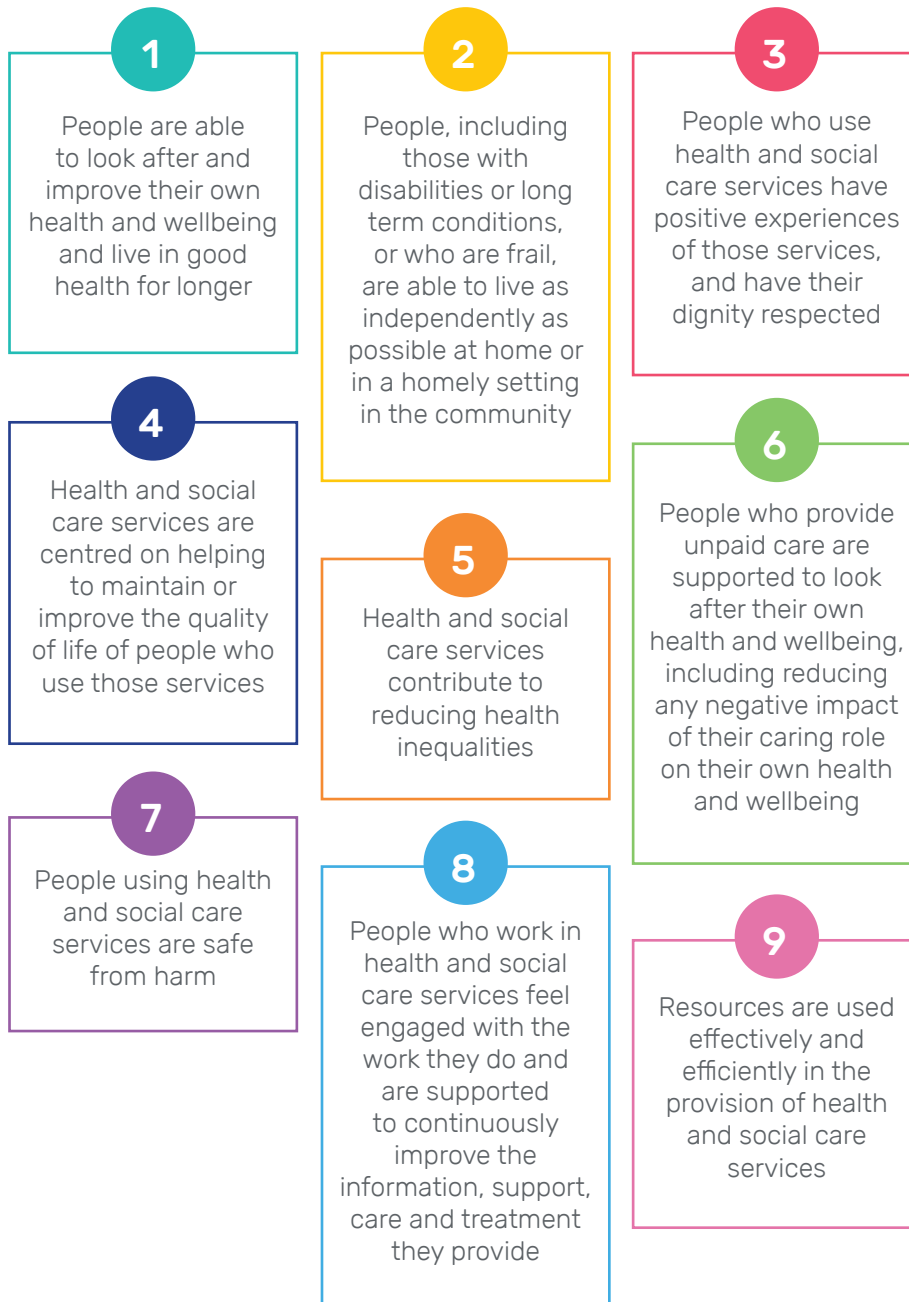 1
People are able
to look after and
improve their own
health and wellbeing
and live in good
health for longer
2
People, including
those with
disabilities or long
term conditions,
or who are frail,
are able to live as
independently as
possible at home or
in a homely setting
in the community
3
People who use
health and social
care services have
positive experiences
of those services,
and have their
dignity respected
4
Health and social
care services are
centred on helping
to maintain or
improve the quality
of life of people who
use those services
5
Health and social
care services
contribute to
reducing health
inequalities
6
People who provide
unpaid care are
supported to look
after their own
health and wellbeing,
including reducing
any negative impact
of their caring role
on their own health
and wellbeing
7
People using health
and social care
services are safe
from harm
8
People who work in
health and social
care services feel
engaged with the
work they do and
are supported
to continuously
improve the
information, support,
care and treatment
they provide
9
Resources are used
effectively and
efficiently in the
provision of health
and social care
services